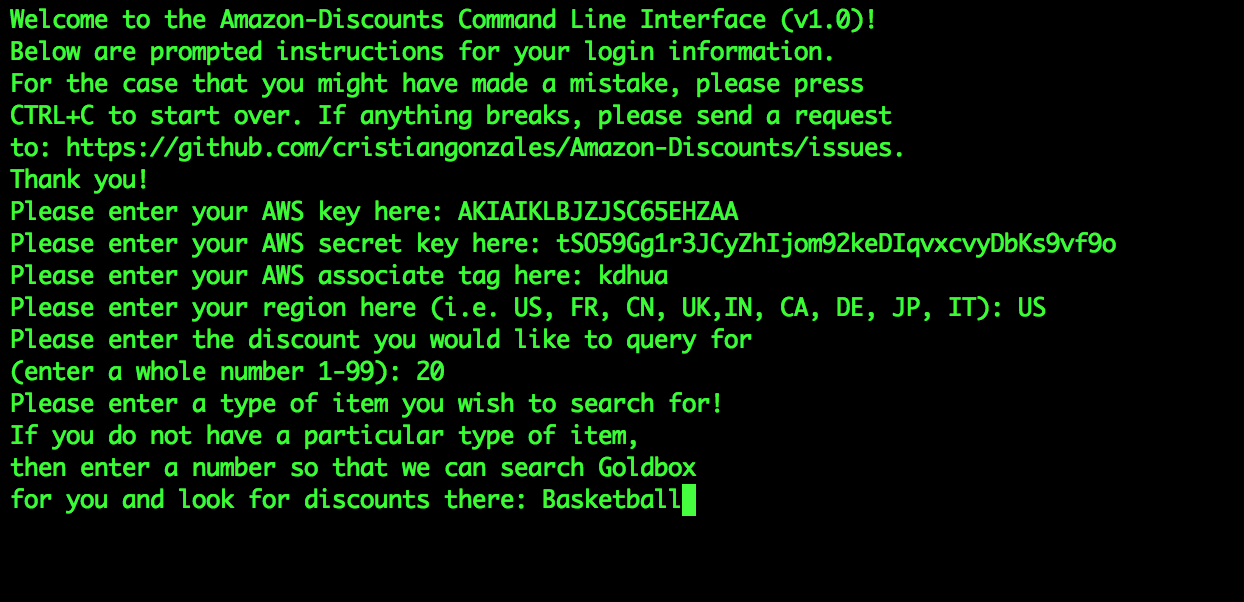 Welcome to the Amazon-Discounts Command Line Interface (v1.0)!
Below are prompted instructions for your login information.
For the case that you might have made a mistake, please press
CTRL+C to start over. If anything breaks, please send a request
to: https://github.com/cristiangonzales/Amazon-Discounts/issues.
Thank you!
Please enter your AWS key here: AKIAIKLBJZJSC65EHZAA
Please enter your AWS secret key here: tSO59Gg1r3JCyZhIjom92keDIqvxcvyDbKs9vf9o
Please enter your AWS associate tag here: kdhua
Please enter your region here (i.e. US, FR, CN, UK,IN, CA, DE, JP, IT): US
Please enter the discount you would like to query for
(enter a whole number 1-99): 20
Please enter a type of item you wish to search for!
If you do not have a particular type of item,
then enter a number so that we can search Goldbox
for you and look for discounts there: Basketball